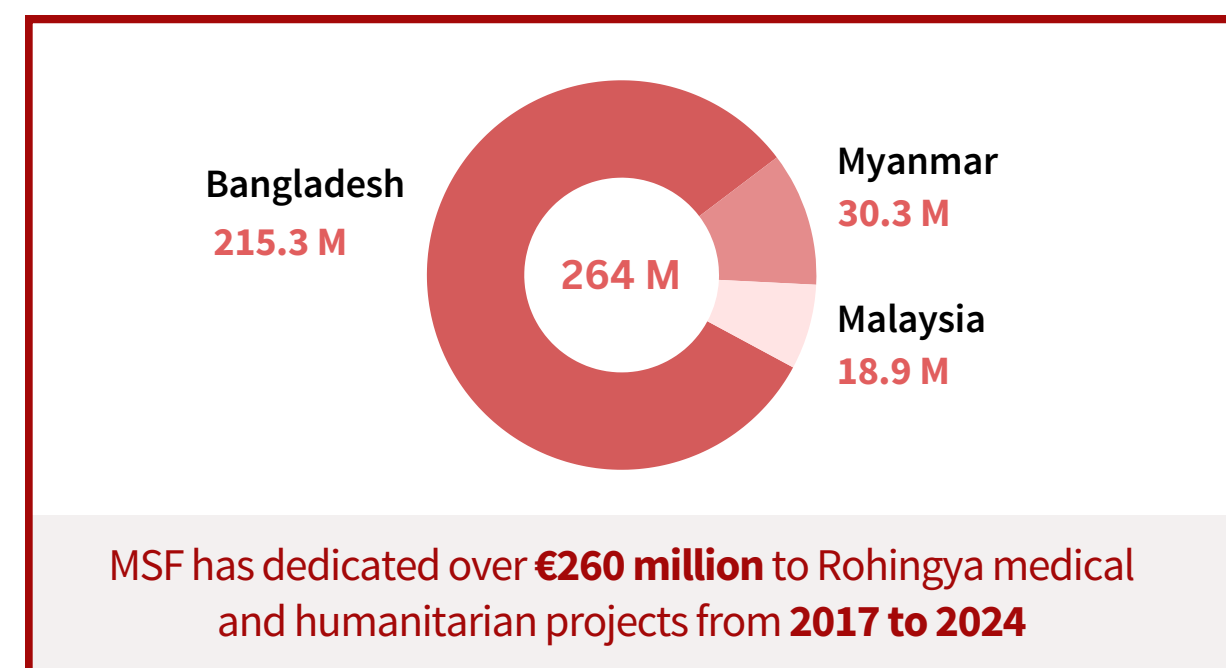 Bangladesh
215.3 M
264 M
Myanmar
30.3 M
Malaysia
18.9 M
MSF has dedicated over €260 million to Rohingya medical
and humanitarian projects from 2017 to 2024